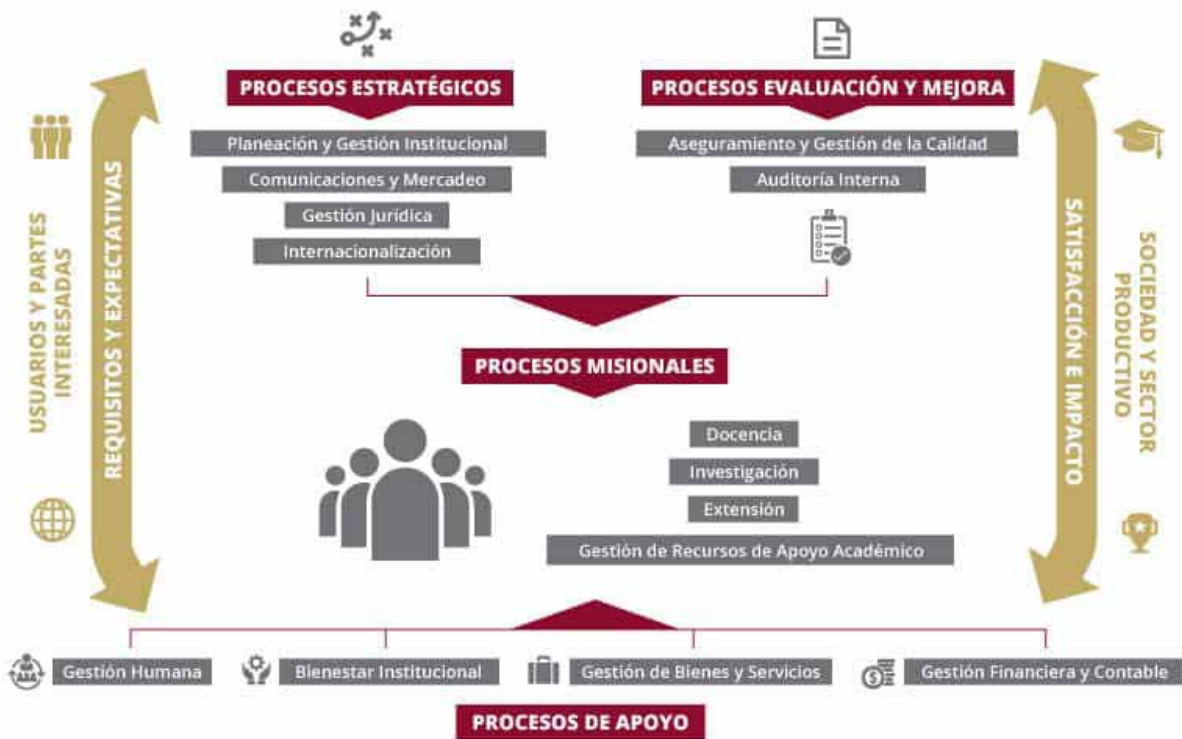 PROCESOS ESTRATÉGICOS
Planeación y Gestión Institucional
Comunicaciones y Mercadeo
Gestión Jurídica
Internacionalización
PROCESOS EVALUACIÓN Y MEJORA
Aseguramiento y Gestión de la Calidad
Auditoría Interna
USUARIOS Y PARTES
INTERESADAS
REQUISITOS Y EXPECTATIVAS
PROCESOS MISIONALES
Docencia
Investigación
Extensión
Gestión de Recursos de Apoyo Académico
SATISFACCIÓN E IMPACTO
SOCIEDAD Y SECTOR
PRODUCTIVO
Gestión Humana
Bienestar Institucional
Gestión de Bienes y Servicios
Gestión Financiera y Contable
PROCESOS DE APOYO